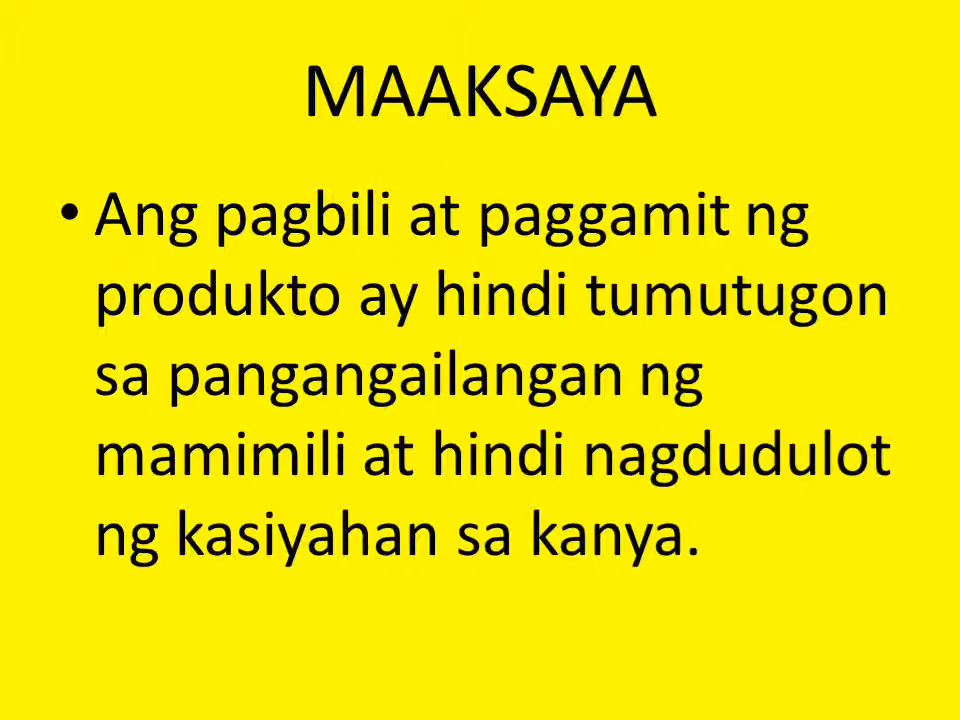 MAAKSAYA
• Ang pagbili at paggamit ng
produkto ay hindi tumutugon
sa pangangailangan ng
mamimili at hindi nagdudulot
ng kasiyahan sa kanya.